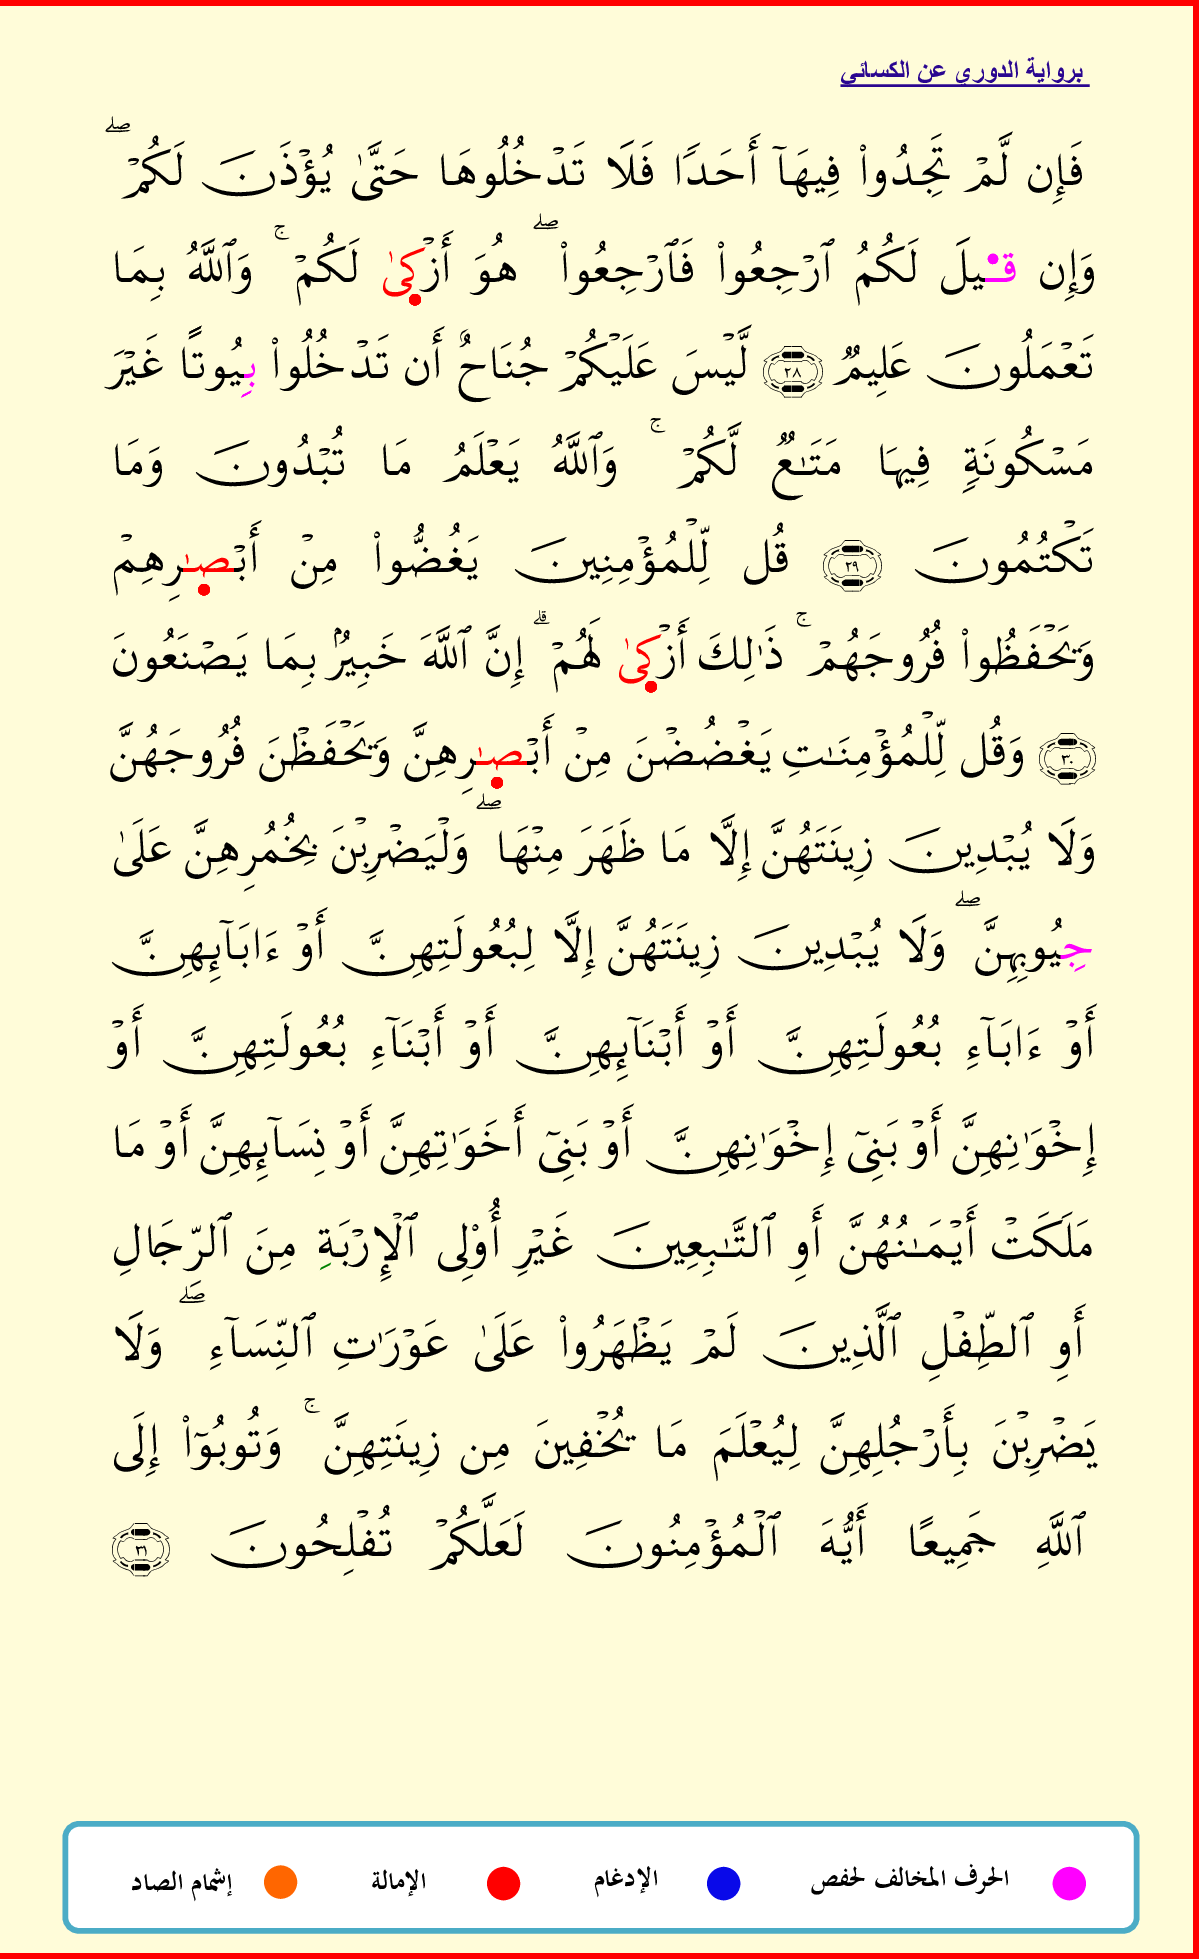 برواية الدوري عن الكسائي
فَإِن لَّمۡ تَجِدُواْ فِيهَآ أَحَدٗا فَلَا تَدۡخُلُوهَا حَتَّىٰ يُؤۡذَنَ لَكُمۡۖ
وَإِن قِيلَ لَكُمُ ٱرۡجِعُواْ فَٱرۡجِعُواْۖ هُوَ أَزۡكَىٰ لَكُمۡۚ وَٱللَّهُ بِمَا
تَعۡمَلُونَ عَلِيمٞ ٢٨ لَّيۡسَ عَلَيۡكُمۡ جُنَاحٌ أَن تَدۡخُلُواْ بِيُوتًا غَيۡرَ
مَسۡكُونَةٖ فِيهَا مَتَٰعٞ لَّكُمۡۚ وَٱللَّهُ يَعۡلَمُ مَا تُبۡدُونَ وَمَا
تَكۡتُمُونَ ٢٩ قُل لِّلۡمُؤۡمِنِينَ يَغُضُّواْ مِنۡ أَبۡصَٰرِهِمۡ
وَيَحۡفَظُواْ فُرُوجَهُمۡۚ ذَٰلِكَ أَزۡكَىٰ لَهُمۡۗ إِنَّ ٱللَّهَ خَبِيرُۢ بِمَا يَصۡنَعُونَ
٣٠ وَقُل لِّلۡمُؤۡمِنَٰتِ يَغۡضُضۡنَ مِنۡ أَبۡصَٰرِهِنَّ وَيَحۡفَظۡنَ فُرُوجَهُنَّ
وَلَا يُبۡدِينَ زِينَتَهُنَّ إِلَّا مَا ظَهَرَ مِنۡهَاۖ وَلۡيَضۡرِبۡنَ بِخُمُرِهِنَّ عَلَىٰ
جِيُوبِهِنَّۖ وَلَا يُبۡدِينَ زِينَتَهُنَّ إِلَّا لِبُعُولَتِهِنَّ أَوۡ ءَابَآئِهِنَّ
أَوۡ ءَابَآءِ بُعُولَتِهِنَّ أَوۡ أَبۡنَآئِهِنَّ أَوۡ أَبۡنَآءِ بُعُولَتِهِنَّ أَوۡ
إِخۡوَٰنِهِنَّ أَوۡ بَنِيٓ إِخۡوَٰنِهِنَّ أَوۡ بَنِيٓ أَخَوَٰتِهِنَّ أَوۡ نِسَآئِهِنَّ أَوۡ مَا
مَلَكَتۡ أَيۡمَٰنُهُنَّ أَوِ ٱلتَّٰبِعِينَ غَيۡرِ أُوْلِي ٱلۡإِرۡبَةِ مِنَ ٱلرِّجَالِ
أَوِ ٱلطِّفۡلِ ٱلَّذِينَ لَمۡ يَظۡهَرُواْ عَلَىٰ عَوۡرَٰتِ ٱلنِّسَآءِۖ وَلَا
يَضۡرِبۡنَ بِأَرۡجُلِهِنَّ لِيُعۡلَمَ مَا يُخۡفِينَ مِن زِينَتِهِنَّۚ وَتُوبُوٓاْ إِلَى
ٱللَّهِ جَمِيعًا أَيُّهَ ٱلۡمُؤۡمِنُونَ لَعَلَّكُمۡ تُفۡلِحُونَ ٣١
الحرف المخالف لحفص الإدغام الإمالة إشمام الصاد